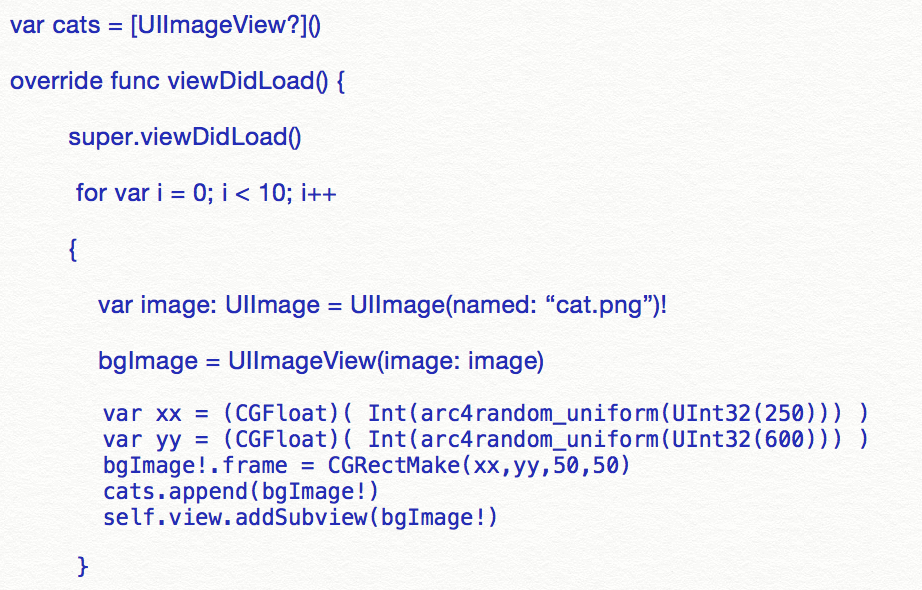 var cats = [UIImageView?]()
override func viewDidLoad() {
super.viewDidLoad()
for var i = 0; i < 10; i++
{
var image: UIImage = UIImage(named: “cat.png”)!
bgImage = UIImageView(image: image)
var xx = (CGFloat)( Int(arc4random_uniform(UInt32(250))) )
var yy = (CGFloat)( Int(arc4random_uniform(UInt32(600))) )
bgImage!.frame = CGRectMake(xx,yy,50,50)
cats.append(bgImage!)
self.view.addSubview(bgImage!)
}